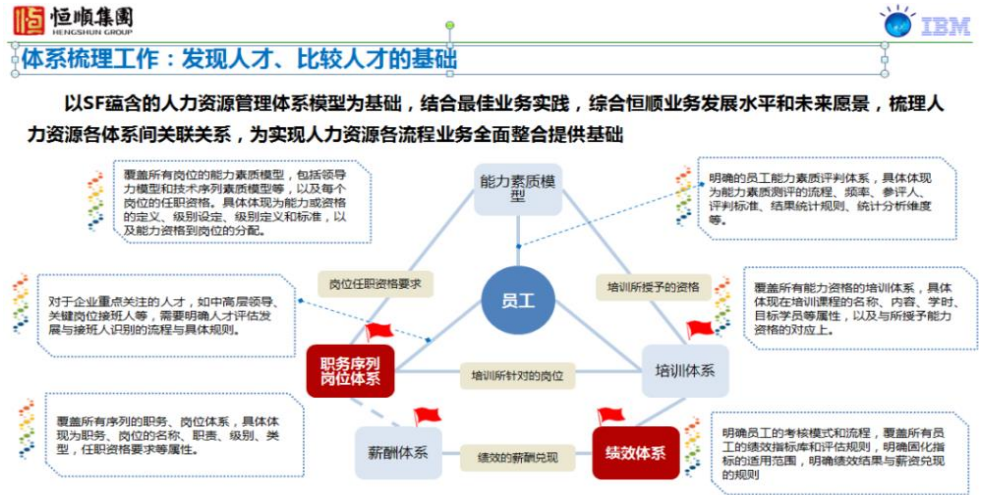 恒顺集團
HENGSHUN GROUP
IBM
体系梳理工作：发现人才、比较人才的基础
以SF蕴含的人力资源管理体系模型为基础，结合最佳业务实践，综合恒顺业务发展水平和未来愿景，梳理人
力资源各体系间关联关系，为实现人力资源各流程业务全面整合提供基础
覆盖所有岗位的能力素质模型，包括领导
力模型和技术序列素质模型等，以及每个
岗位的任职资格。具体体现为能力或资格
的定义、级别设定、级别定义和标准，以
及能力资格到岗位的分配。
能力素质模
型
明确的员工能力素质评判体系，具体体现
为能力素质测评的流程、频率、参评人、
评判标准、结果统计规则、统计分析维度
等。
对于企业重点关注的人才，如中高层领导、
关键岗位接班人等，需要明确人才评估发
展与接班人识别的流程与具体规则。
岗位任职资格要求
员工
培训所授予的资格
覆盖所有能力资格的培训体系，具体
体现在培训课程的名称、内容、学时、
目标学员等属性，以及与所授予能力
资格的对应上。
职务序列
岗位体系
培训所针对的岗位
培训体系
覆盖所有序列的职务、岗位体系，具体体
现为职务、岗位的名称、职责、级别、类
型，任职资格要求等属性。
薪酬体系
绩效的薪酬兑现
绩效体系
明确员工的考核模式和流程，覆盖所有员
工的绩效指标库和评估规则，明确固化指
标的适用范围，明确绩效结果与薪资兑现
的规则